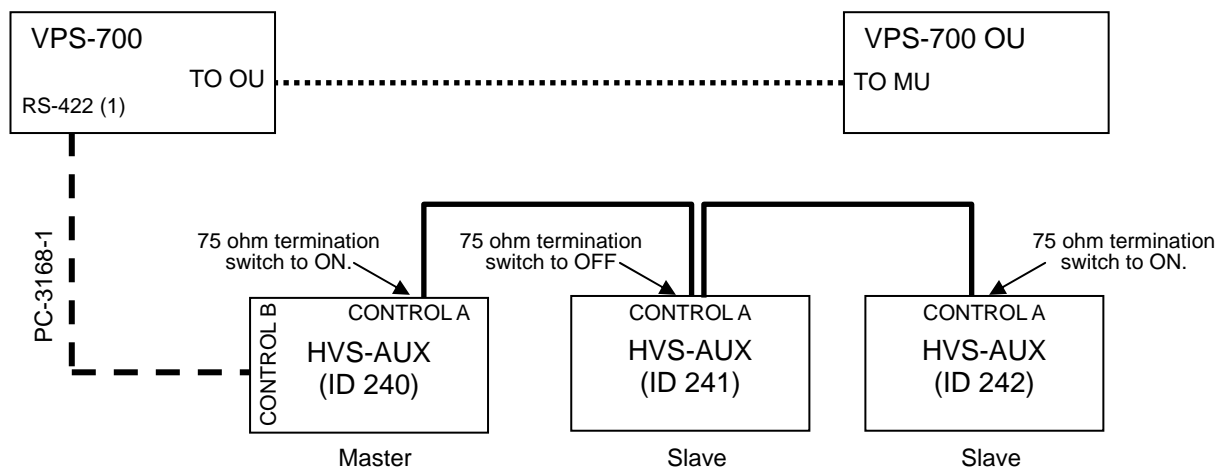 VPS-700
TO OU
RS-422 (1)
VPS-700 OU
TO MU
PC-3168-1
75 ohm termination
switch to ON.
75 ohm termination
switch to OFF
75 ohm termination
switch to ON.
CONTROL B
CONTROL A
HVS-AUX
(ID 240)
Master
CONTROL A
HVS-AUX
(ID 241)
Slave
CONTROL A
HVS-AUX
(ID 242)
Slave